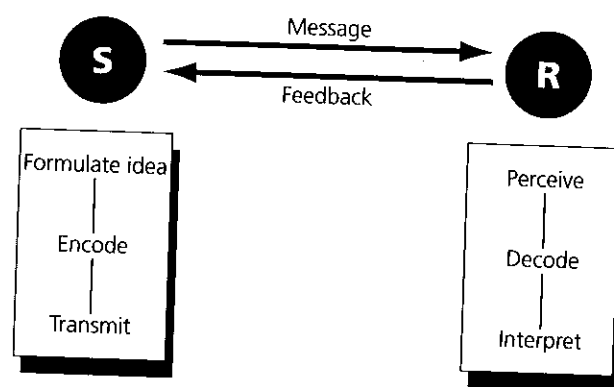 S
Message
R
Feedback
Formulate idea
Encode
Transmit
Perceive
Decode
Interpret